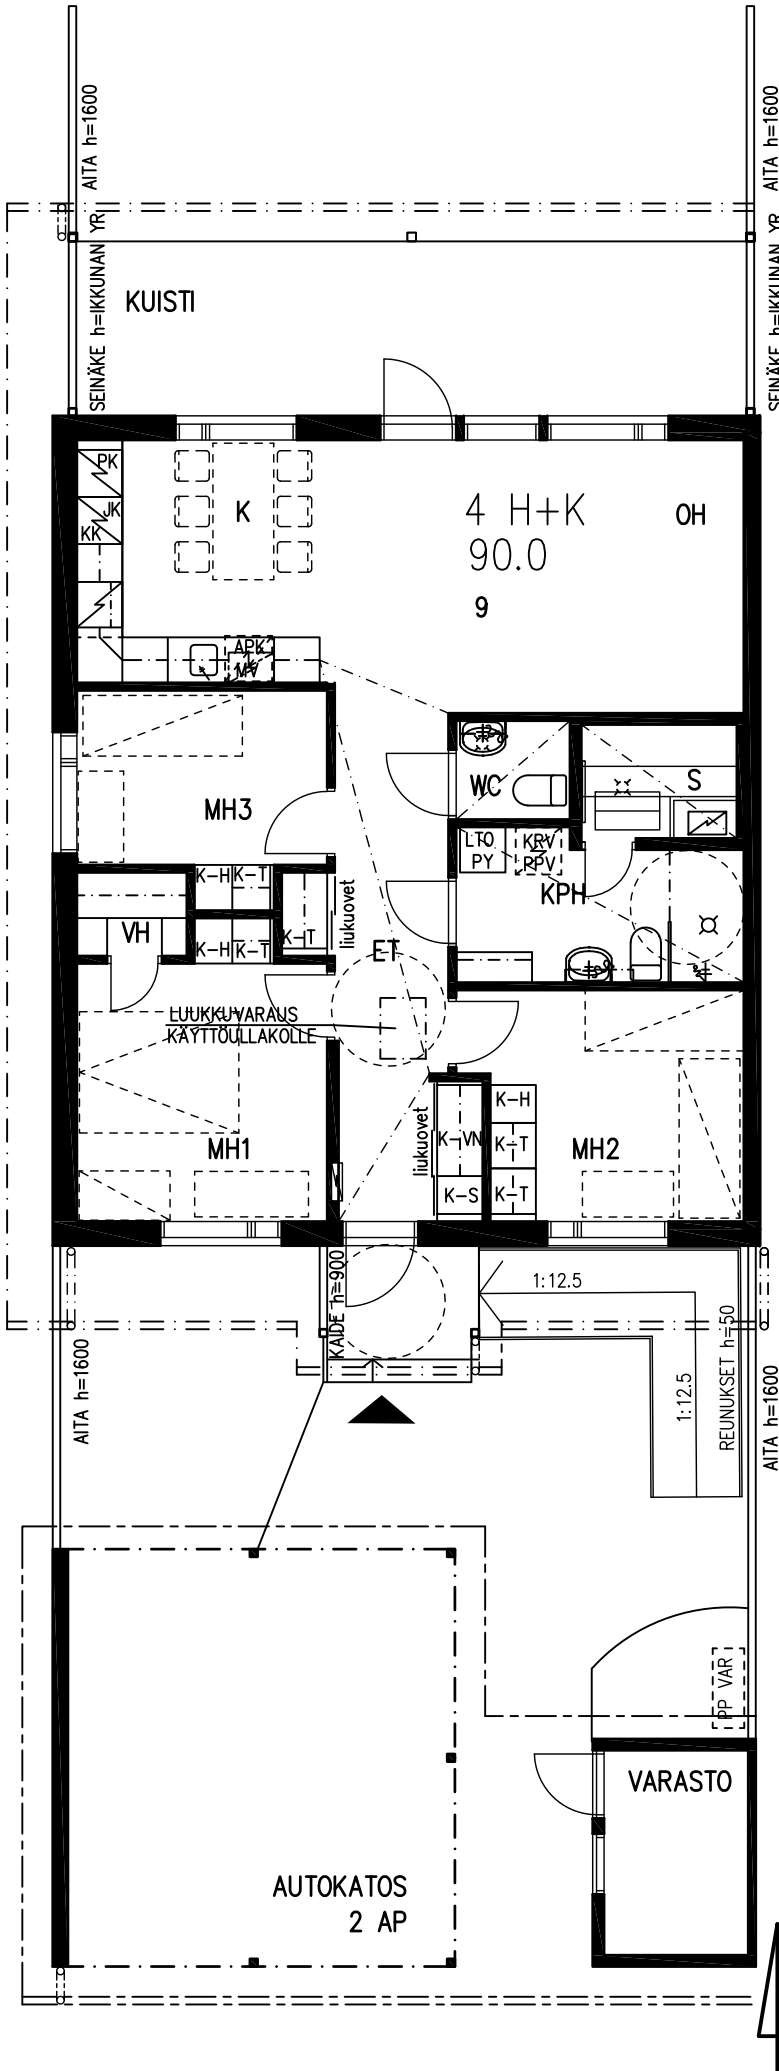 AITA h=1600
AITA h=1600
SEINÄKE h=IKKUNAN YR
SEINÄKE h=IKKUNAN YR
KUISTI
PK
JK
KK
K
4 H+K
90.0
9
OH
APK
MV
MH3
WC
S
LTO
PY
KRV
RPV
KPH
K-H
K-T
K-T
liukuovet
VH
K-H
K-T
ET
LUUKKUVARAUS
KÄYTTÖULLAKOLLE
MH1
liukuovet
K-VN
K-S
K-H
K-T
K-T
MH2
KAIDE h=900
1:12.5
1:12.5
REUNUKSET h=50
AITA h=1600
AITA h=1600
PP VAR
VARASTO
AUTOKATOS
2 AP